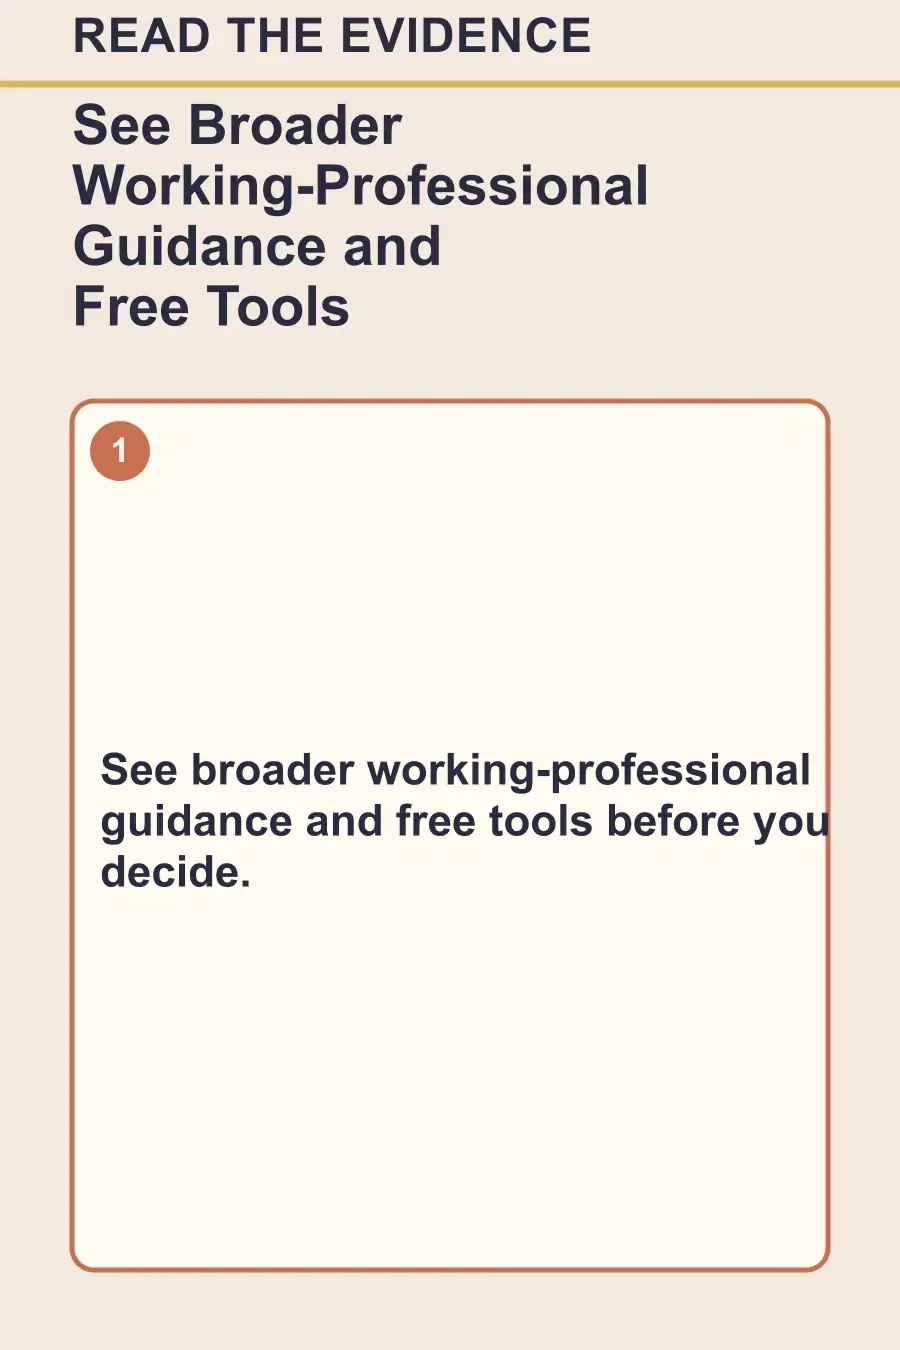 READ THE EVIDENCE
See Broader
Working-Professional
Guidance and
Free Tools
1
See broader working-professional
guidance and free tools before you
decide.